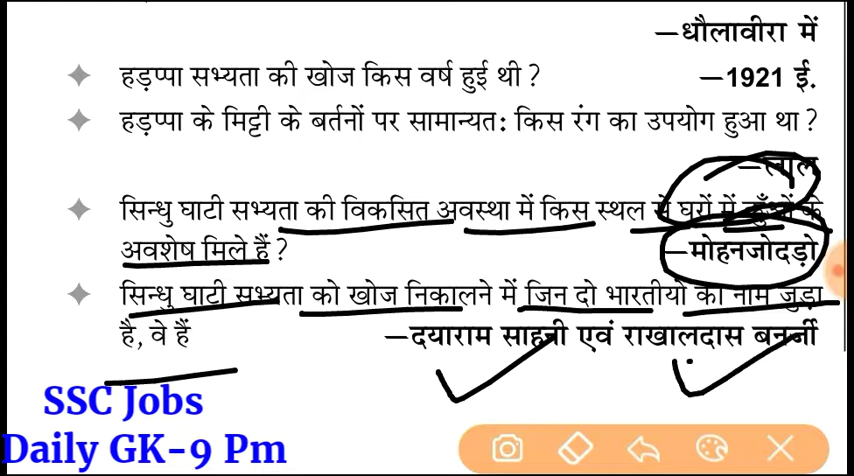 —धौलावीरा में
हड़प्पा सभ्यता की खोज किस वर्ष हुई थी ? —1921 ई.
हड़प्पा के मिट्टी के बर्तनों पर सामान्यत: किस रंग का उपयोग हुआ था ?
—लाल
सिन्धु घाटी सभ्यता की विकसित अवस्था में किस स्थल से घरों में कुँओं के
अवशेष मिले हैं ? —मोहनजोदड़ो
सिन्धु घाटी सभ्यता को खोज निकालने में जिन दो भारतीयों का नाम जुड़ा
है, वे हैं —दयाराम साहनी एवं राखालदास बनर्जी
SSC Jobs
Daily GK-9 Pm